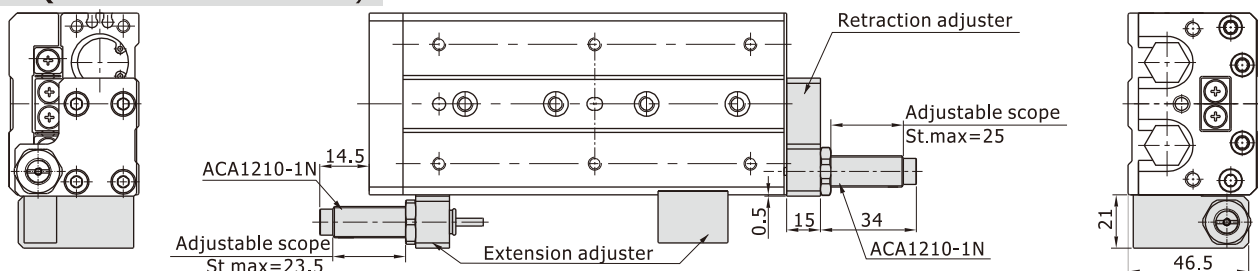 Retraction adjuster
Adjustable scope
St.max=25
14.5
ACA1210-1N
0.5
15
34
21
Adjustable scope
St.max=23.5
Extension adjuster
ACA1210-1N
46.5